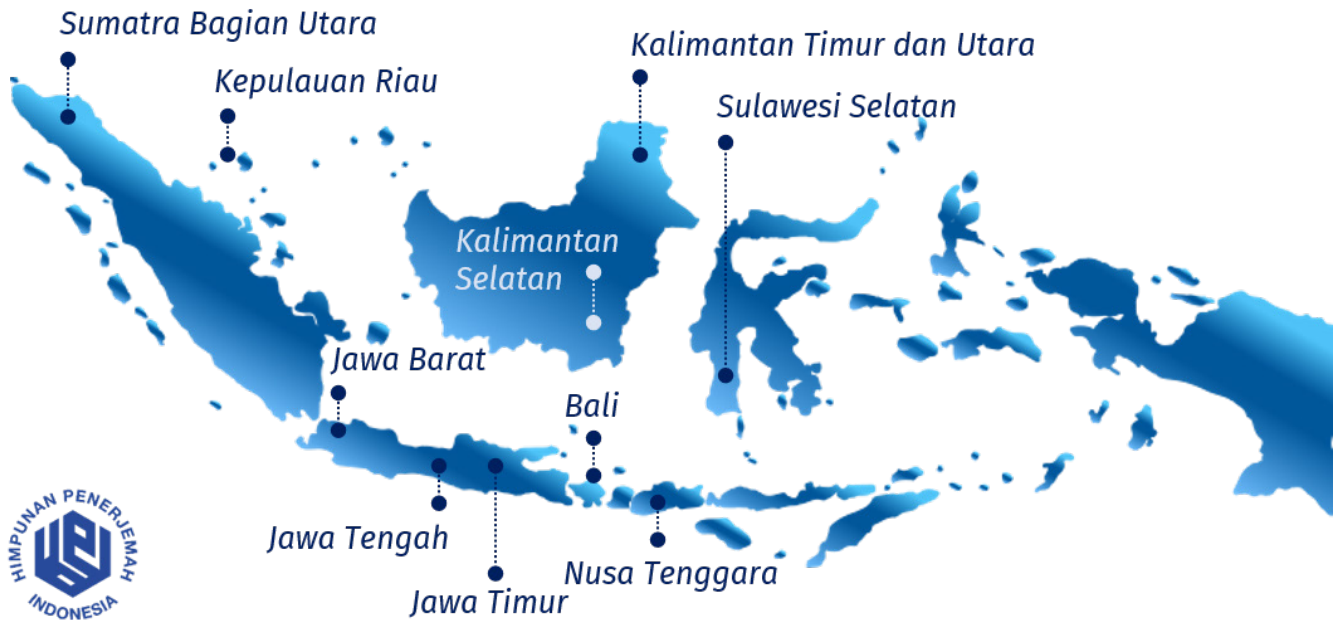 Sumatra Bagian Utara
Kepulauan Riau
Kalimantan Timur dan Utara
Sulawesi Selatan
Kalimantan
Selatan
Jawa Barat
Bali
Jawa Tengah
Jawa Timur
Nusa Tenggara
HIMPUNAN PENERJEMAH
INDONESIA